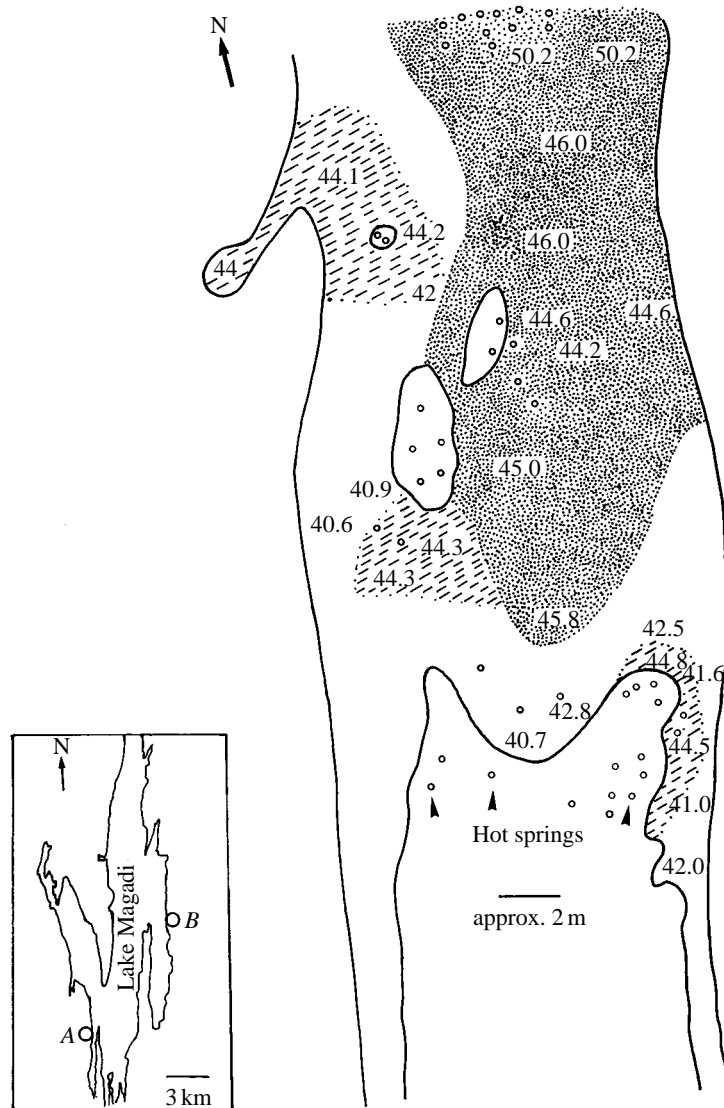 N
50.2 50.2
46.0
44.1
44.2 46.0
44
42
44.6 44.6
44.2
45.0
40.9
40.6
44.3
44.3
45.8
42.5
44.8 41.6
42.8
40.7 44.5
41.0
Hot springs
42.0
approx. 2 m
N
Lake Magadi
B
A
3 km